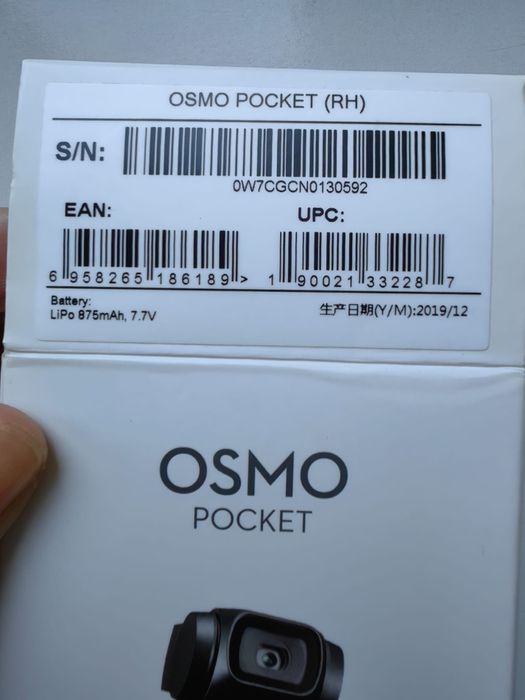 OSMO POCKET (RH)
S/N:
0W7CGCN0130592
EAN: UPC:
6 958265 186189 > 1 90021 33228 7
Battery:
LiPo 875mAh, 7.7V
生产日期(Y/M):2019/12
OSMO
POCKET